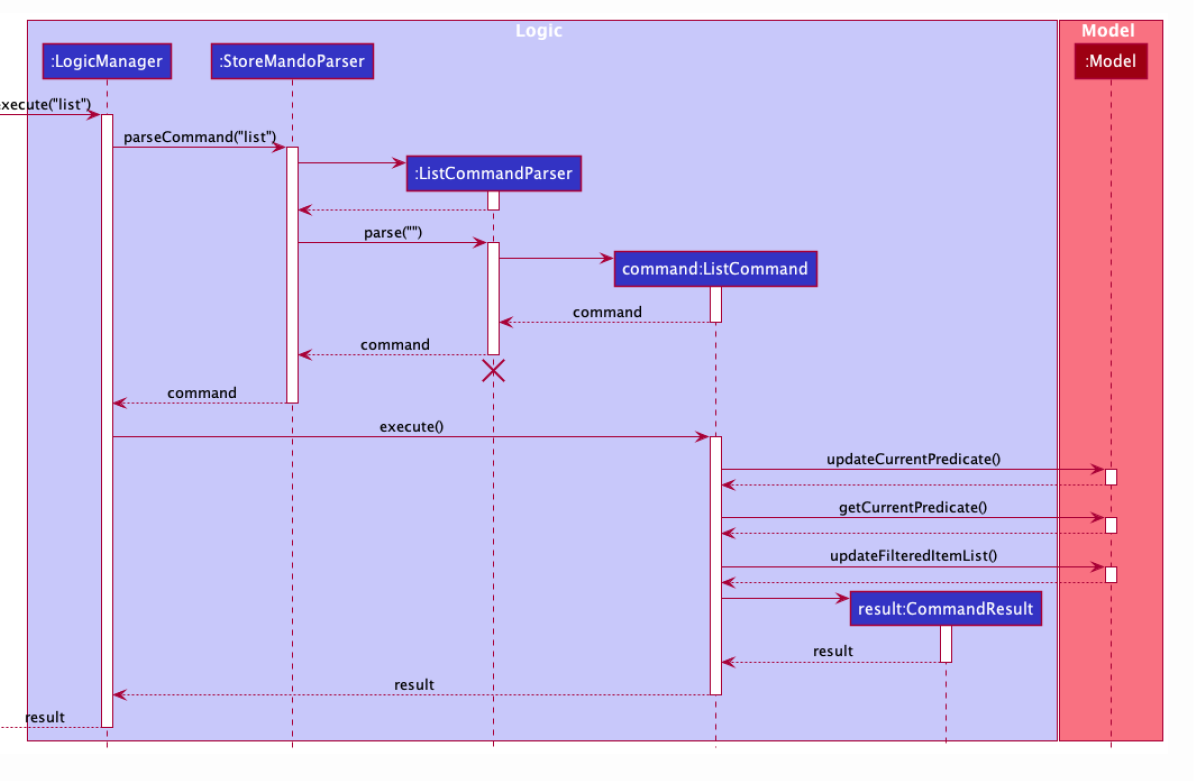 Logic
Model
:LogicManager
:StoreMandoParser
:Model
xecute("list")
parseCommand("list")
:ListCommandParser
parse("")
command:ListCommand
command
command
command
execute()
updateCurrentPredicate()
getCurrentPredicate()
updateFilteredItemList()
result:CommandResult
result
result
result